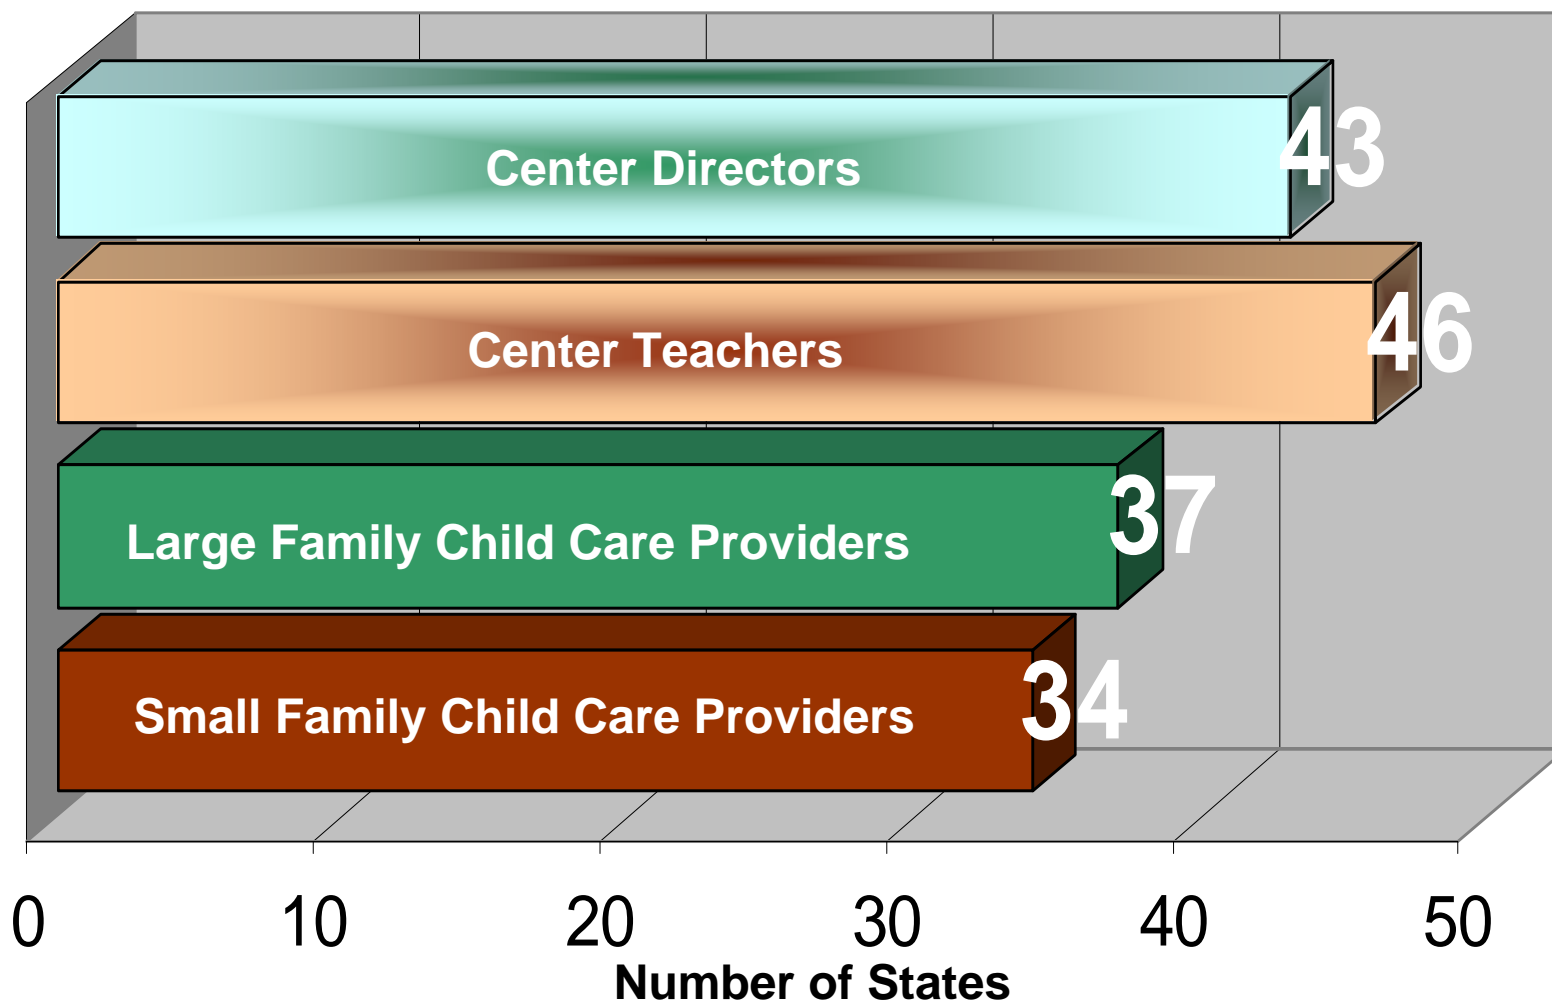 Center Directors 43
Center Teachers 46
Large Family Child Care Providers 37
Small Family Child Care Providers 34
0 10 20 30 40 50
Number of States